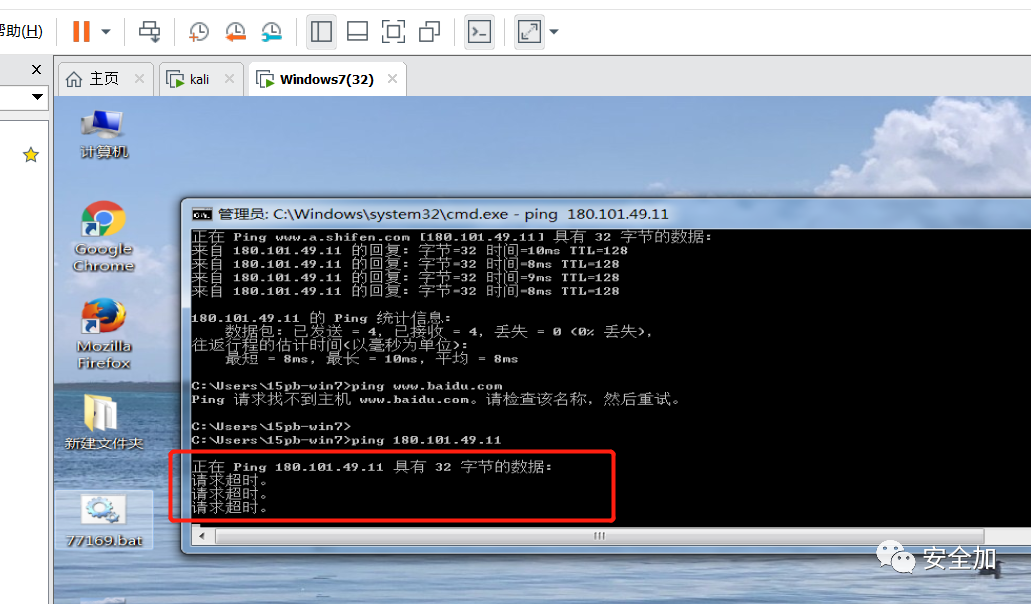 帮助(H)
主页
kali
Windows7(32)
计算机
Google
Chrome
Mozilla
Firefox
新建文件夹
77169.bat
管理员: C:\Windows\system32\cmd.exe - ping  180.101.49.11
正在 Ping www.a.shifen.com [180.101.49.11] 具有 32 字节的数据:
来自 180.101.49.11 的回复: 字节=32 时间=10ms TTL=128
来自 180.101.49.11 的回复: 字节=32 时间=8ms TTL=128
来自 180.101.49.11 的回复: 字节=32 时间=9ms TTL=128
来自 180.101.49.11 的回复: 字节=32 时间=8ms TTL=128
180.101.49.11 的 Ping 统计信息:
数据包: 已发送 = 4，已接收 = 4，丢失 = 0 (0% 丢失)，
往返行程的估计时间(以毫秒为单位):
最短 = 8ms，最长 = 10ms，平均 = 8ms
C:\Users\15pb-win7>ping www.baidu.com
Ping 请求找不到主机 www.baidu.com。请检查该名称，然后重试。
C:\Users\15pb-win7>
C:\Users\15pb-win7>ping 180.101.49.11
正在 Ping 180.101.49.11 具有 32 字节的数据:
请求超时。
请求超时。
请求超时。
安全加